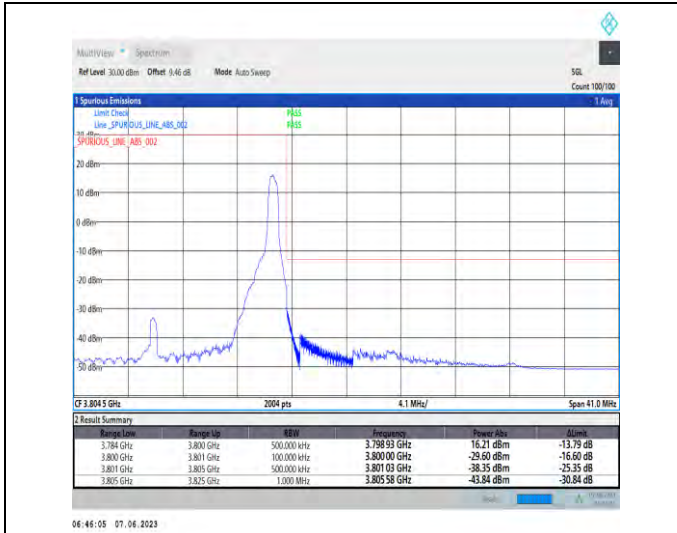 MultiView Spectrum
Ref Level 30.00 dBm Offset 9.46 dB Mode Auto Sweep SGL
Count 100/100
1 Spurious Emissions 1 Avg
Limit Check PASS
Line _SPURIOUS_LINE_ABS_002 PASS
30 dBm
_SPURIOUS_LINE_ABS_002
20 dBm
10 dBm
0 dBm
-10 dBm
-20 dBm
-30 dBm
-40 dBm
-50 dBm
CF 3.8045 GHz 2004 pts 4.1 MHz/ Span 41.0 MHz
2 Result Summary
Range Low Range Up RBW Frequency Power Abs ΔLimit
3.784 GHz 3.800 GHz 500.000 kHz 3.798 93 GHz 16.21 dBm -13.79 dB
3.800 GHz 3.801 GHz 100.000 kHz 3.800 00 GHz -29.60 dBm -16.60 dB
3.801 GHz 3.805 GHz 500.000 kHz 3.801 03 GHz -38.35 dBm -25.35 dB
3.805 GHz 3.825 GHz 1.000 MHz 3.805 58 GHz -43.84 dBm -30.84 dB
06:46:05 07.06.2023